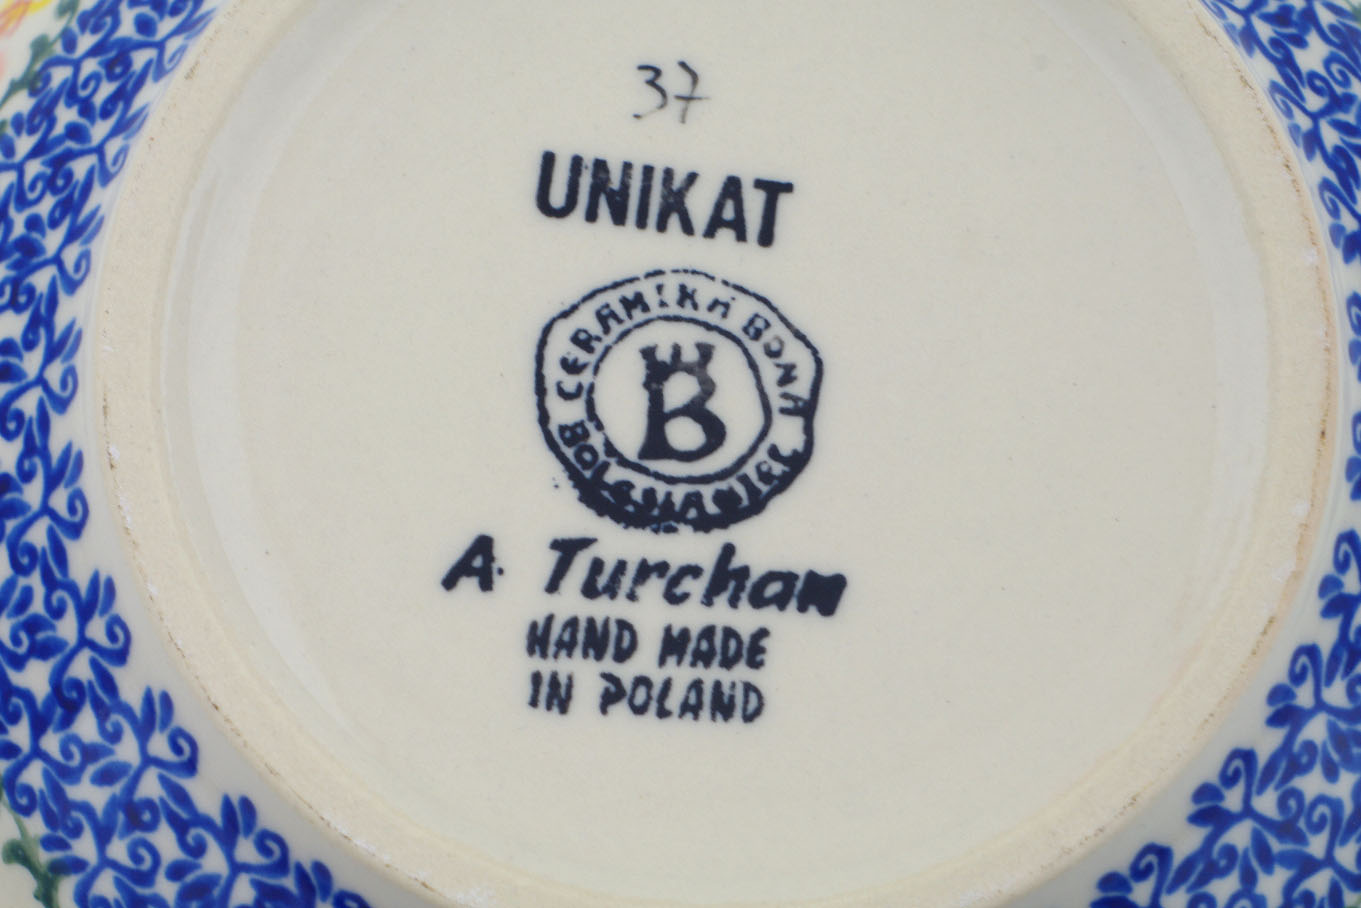 37
UNIKAT
CERAMIKA BONA
B
BOLESŁAWIEC
A. Turchan
HAND MADE
IN POLAND